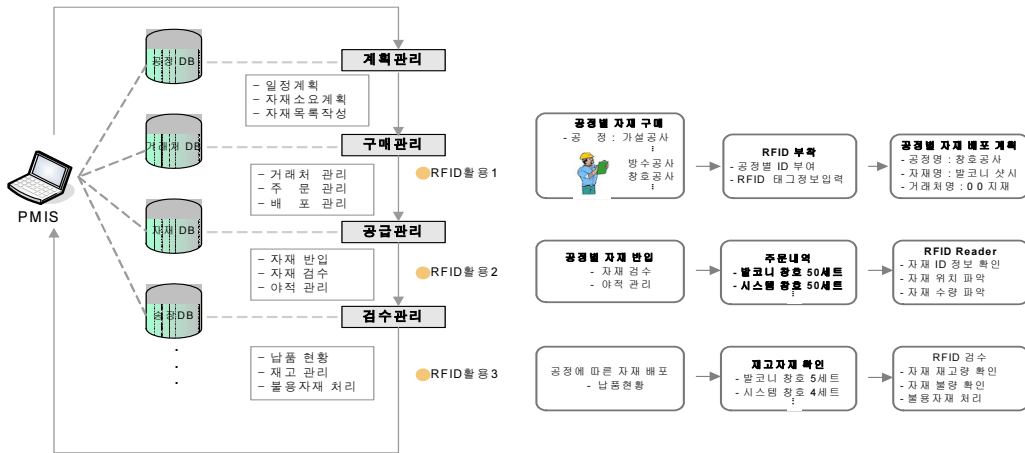 공정 DB
계획관리
– 일정계획
– 자재소요계획
– 자재목록작성
거래처 DB
구매관리
– 거래처 관리
– 주 문 관리
– 배 포 관리
RFID활용1
PMIS
자재 DB
공급관리
– 자재 반입
– 자재 검수
– 야적 관리
RFID활용2
송장DB
검수관리
– 납품 현황
– 재고 관리
– 불용자재 처리
RFID활용3
공정별 자재 구매
- 공 정 : 가설공사
방수공사
창호공사
RFID 부착
- 공정별 ID 부여
- RFID 태그정보입력
공정별 자재 배포 계획
- 공정명 : 창호공사
- 자재명 : 발코니 샷시
- 거래처명 : 0 0 지재
공정별 자재 반입
- 자재 검수
- 야적 관리
주문내역
- 발코니 창호 50세트
- 시스템 창호 50세트
RFID Reader
- 자재 ID 정보 확인
- 자재 위치 파악
- 자재 수량 파악
공정에 따른 자재 배포
- 납품현황
재고자재 확인
- 발코니 창호 5세트
- 시스템 창호 4세트
RFID 검수
- 자재 재고량 확인
- 자재 불량 확인
- 불용자재 처리